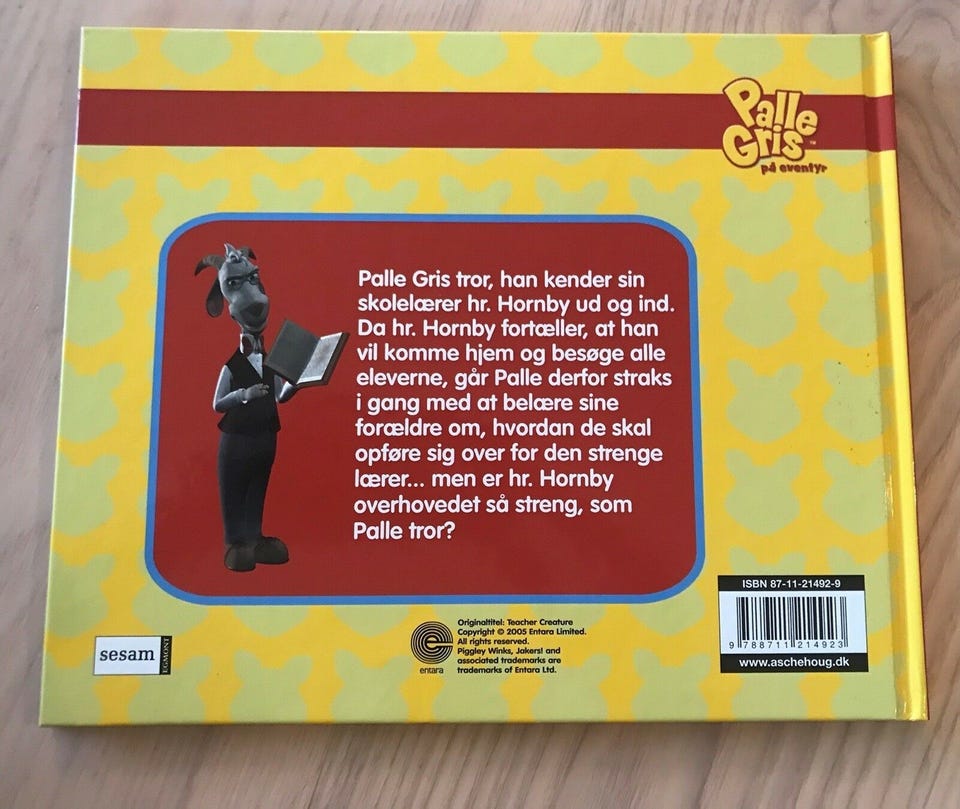 Palle
Gris
på eventyr
Palle Gris tror, han kender sin
skolelærer hr. Hornby ud og ind.
Da hr. Hornby fortæller, at han
vil komme hjem og besøge alle
eleverne, går Palle derfor straks
i gang med at belære sine
forældre om, hvordan de skal
opføre sig over for den strenge
lærer... men er hr. Hornby
overhovedet så streng, som
Palle tror?
sesam
EGMONT
entara
Originaltitel: Teacher Creature
Copyright © 2005 Entara Limited.
All rights reserved.
Piggley Winks, Jakers! and
associated trademarks are
trademarks of Entara Ltd.
ISBN 87-11-21492-9
9 788711 214923
www.aschehoug.dk